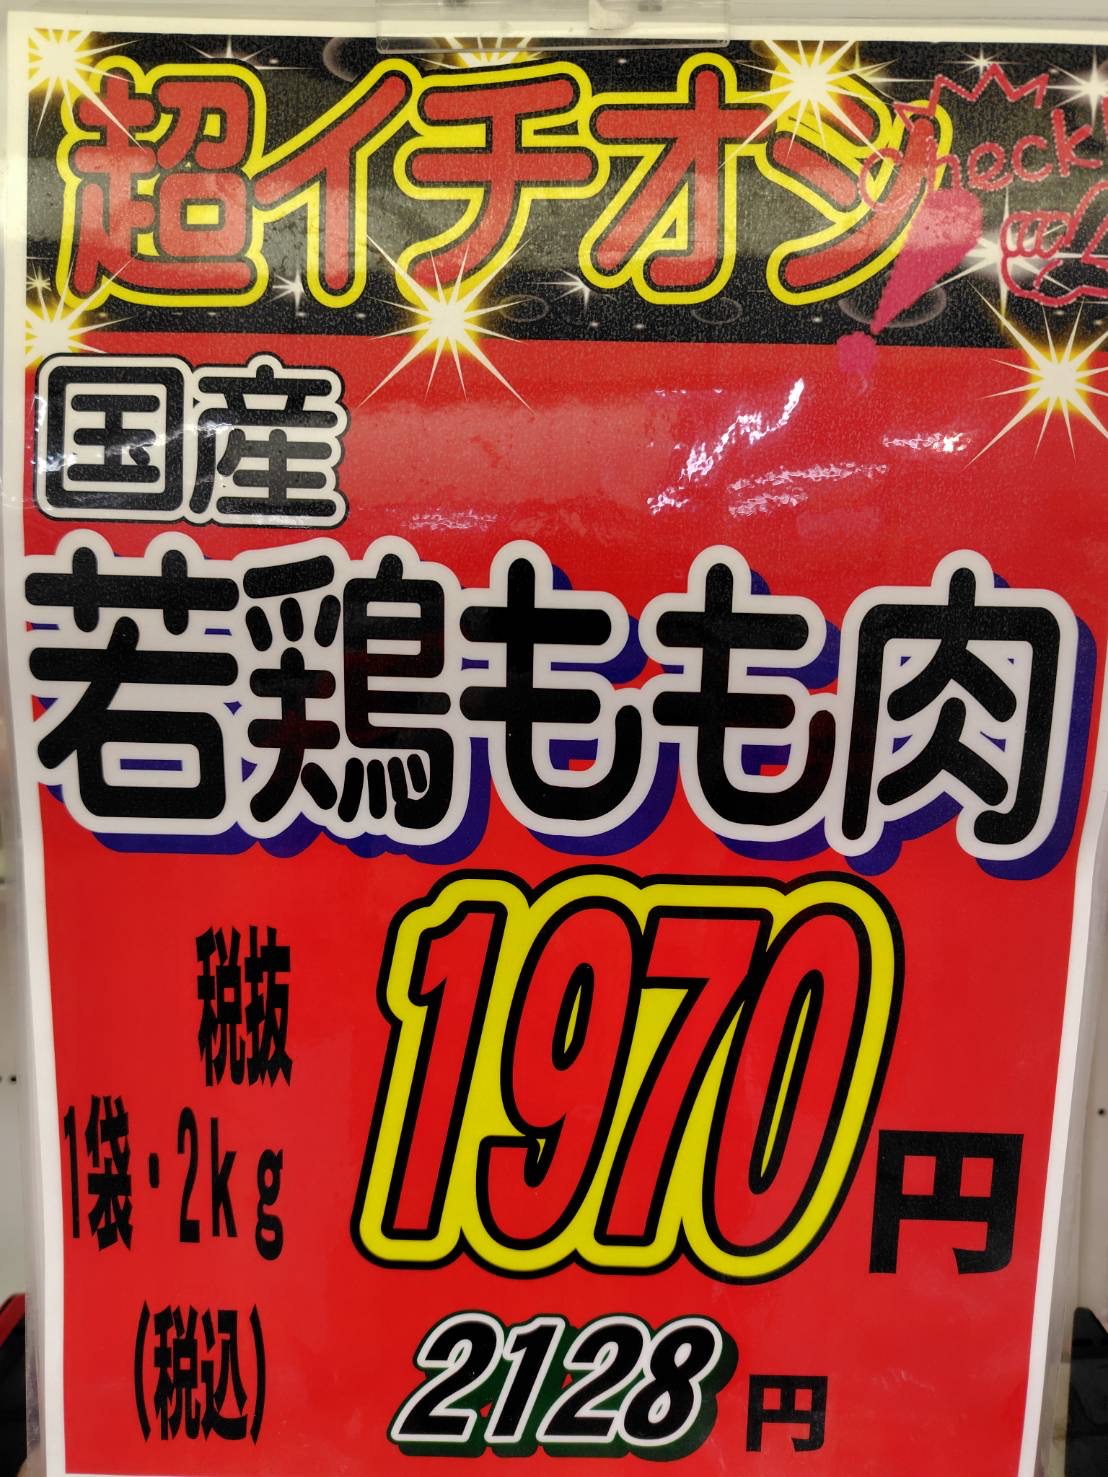 超イチオシ
check!
国産
若鶏もも肉
税抜
1970円
1袋・2kg
(税込)
2128円